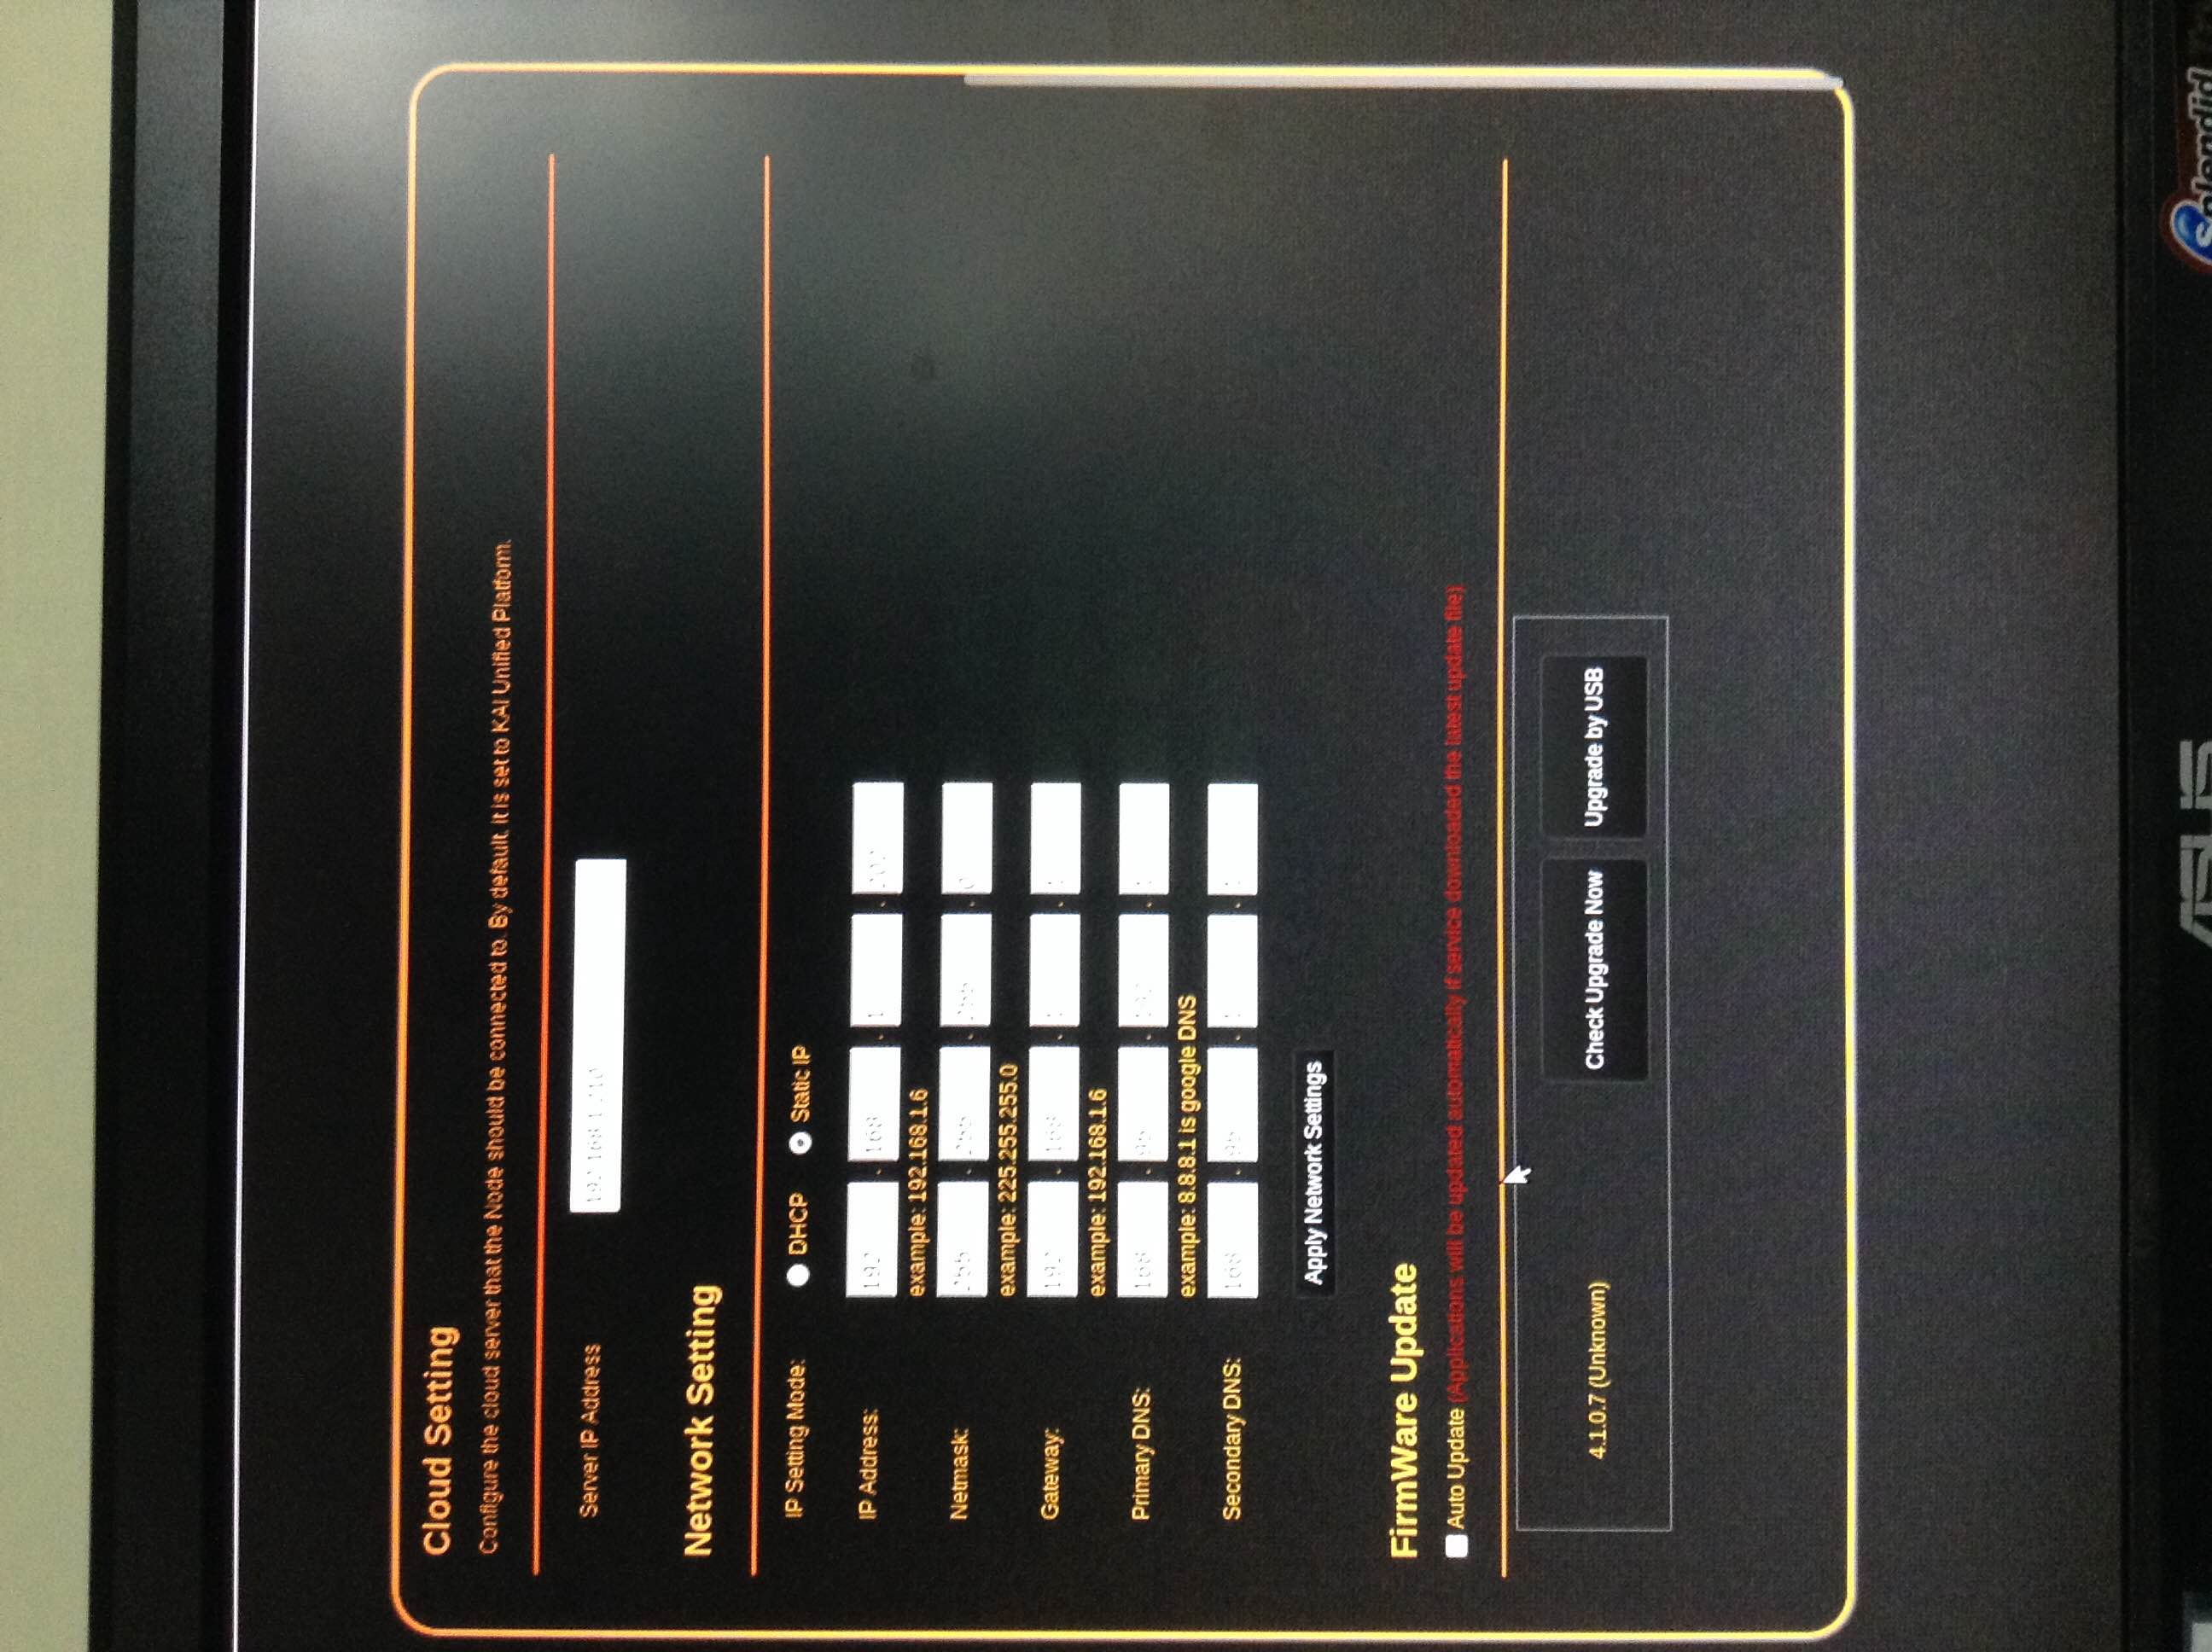 Cloud Setting
Configure the cloud server that the Node should be connected to. By default, it is set to KAI Unified Platform.
Server IP Address 192.168.1.210
Network Setting
IP Setting Mode: DHCP Static IP
IP Address: 192 . 168 . 1 . 202
example: 192.168.1.6
Netmask: 255 . 255 . 255 . 0
example: 225.255.255.0
Gateway: 192 . 168 . 1 . 1
example: 192.168.1.6
Primary DNS: 168 . 95 . 192 . 1
example: 8.8.8.1 is google DNS
Secondary DNS: 168 . 95 . 1 . 1
Apply Network Settings
FirmWare Update
Auto Update (Applications will be updated automatically if service downloaded the latest update file)
4.1.0.7 (Unknown) Check Upgrade Now Upgrade by USB
ASUS Splendid